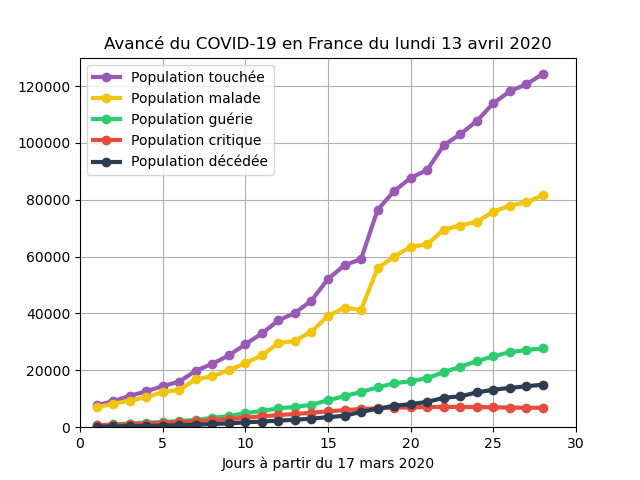 Avancé du COVID-19 en France du lundi 13 avril 2020
Population touchée
Population malade
Population guérie
Population critique
Population décédée
120000
100000
80000
60000
40000
20000
0
0 5 10 15 20 25 30
Jours à partir du 17 mars 2020